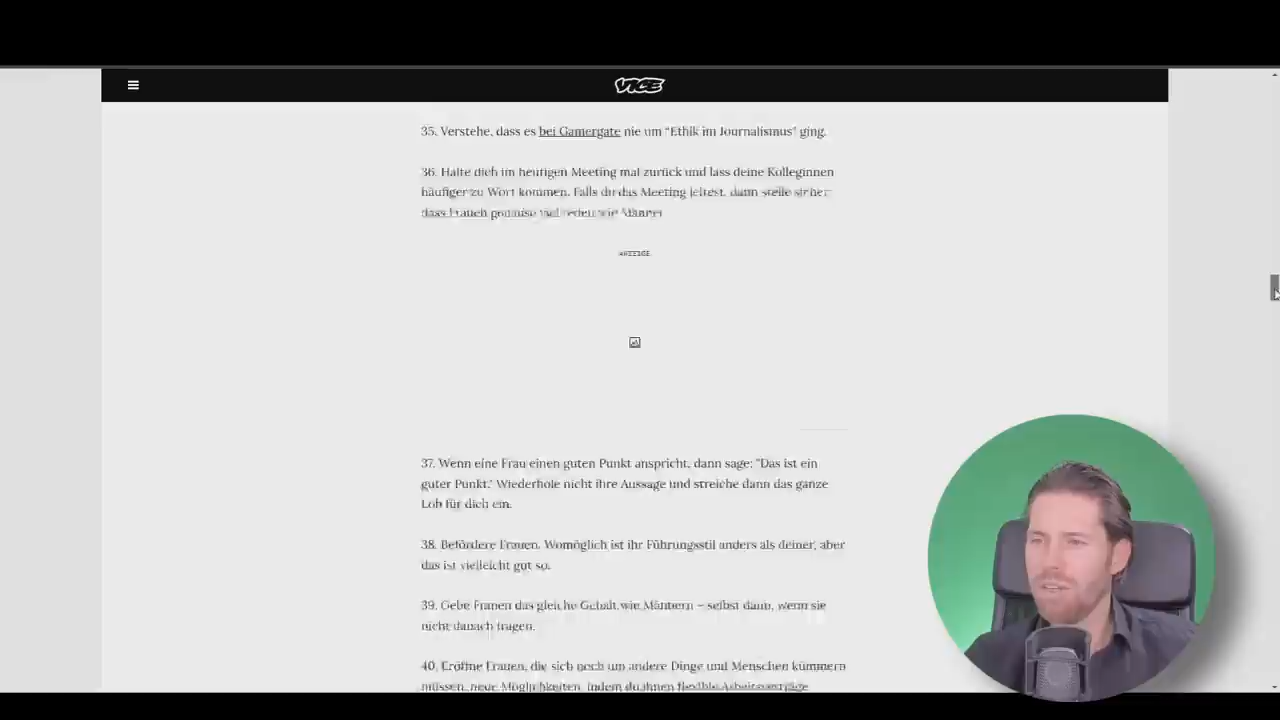 VICE
35. Verstehe, dass es bei Gamergate nie um "Ethik im Journalismus" ging.
36. Halte dich im heutigen Meeting mal zurück und lass deine Kolleginnen
häufiger zu Wort kommen. Falls du das Meeting leitest, dann stelle sicher,
dass Frauen genauso viel reden wie Männer
ANZEIGE
37. Wenn eine Frau einen guten Punkt anspricht, dann sage: "Das ist ein
guter Punkt." Wiederhole nicht ihre Aussage und streiche dann das ganze
Lob für dich ein.
38. Befördere Frauen. Womöglich ist ihr Führungsstil anders als deiner, aber
das ist vielleicht gut so.
39. Gebe Frauen das gleiche Gehalt wie Männern – selbst dann, wenn sie
nicht danach fragen.
40. Eröffne Frauen, die sich noch um andere Dinge und Menschen kümmern
müssen, neue Möglichkeiten, indem du ihnen flexible Arbeitsverträge